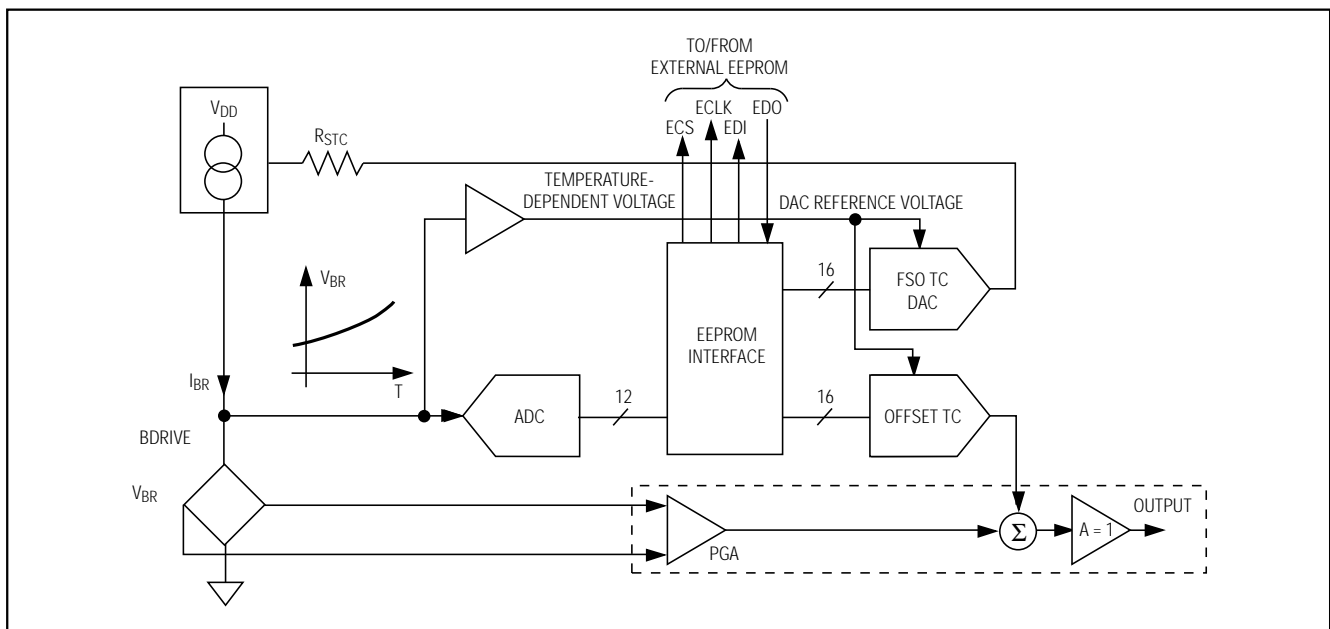 TO/FROM
EXTERNAL EEPROM
ECS
ECLK
EDI
EDO
VDD
RSTC
TEMPERATURE-
DEPENDENT VOLTAGE
DAC REFERENCE VOLTAGE
VBR
T
16
FSO TC
DAC
EEPROM
INTERFACE
IBR
ADC
12
16
OFFSET TC
BDRIVE
VBR
PGA
Σ
A = 1
OUTPUT